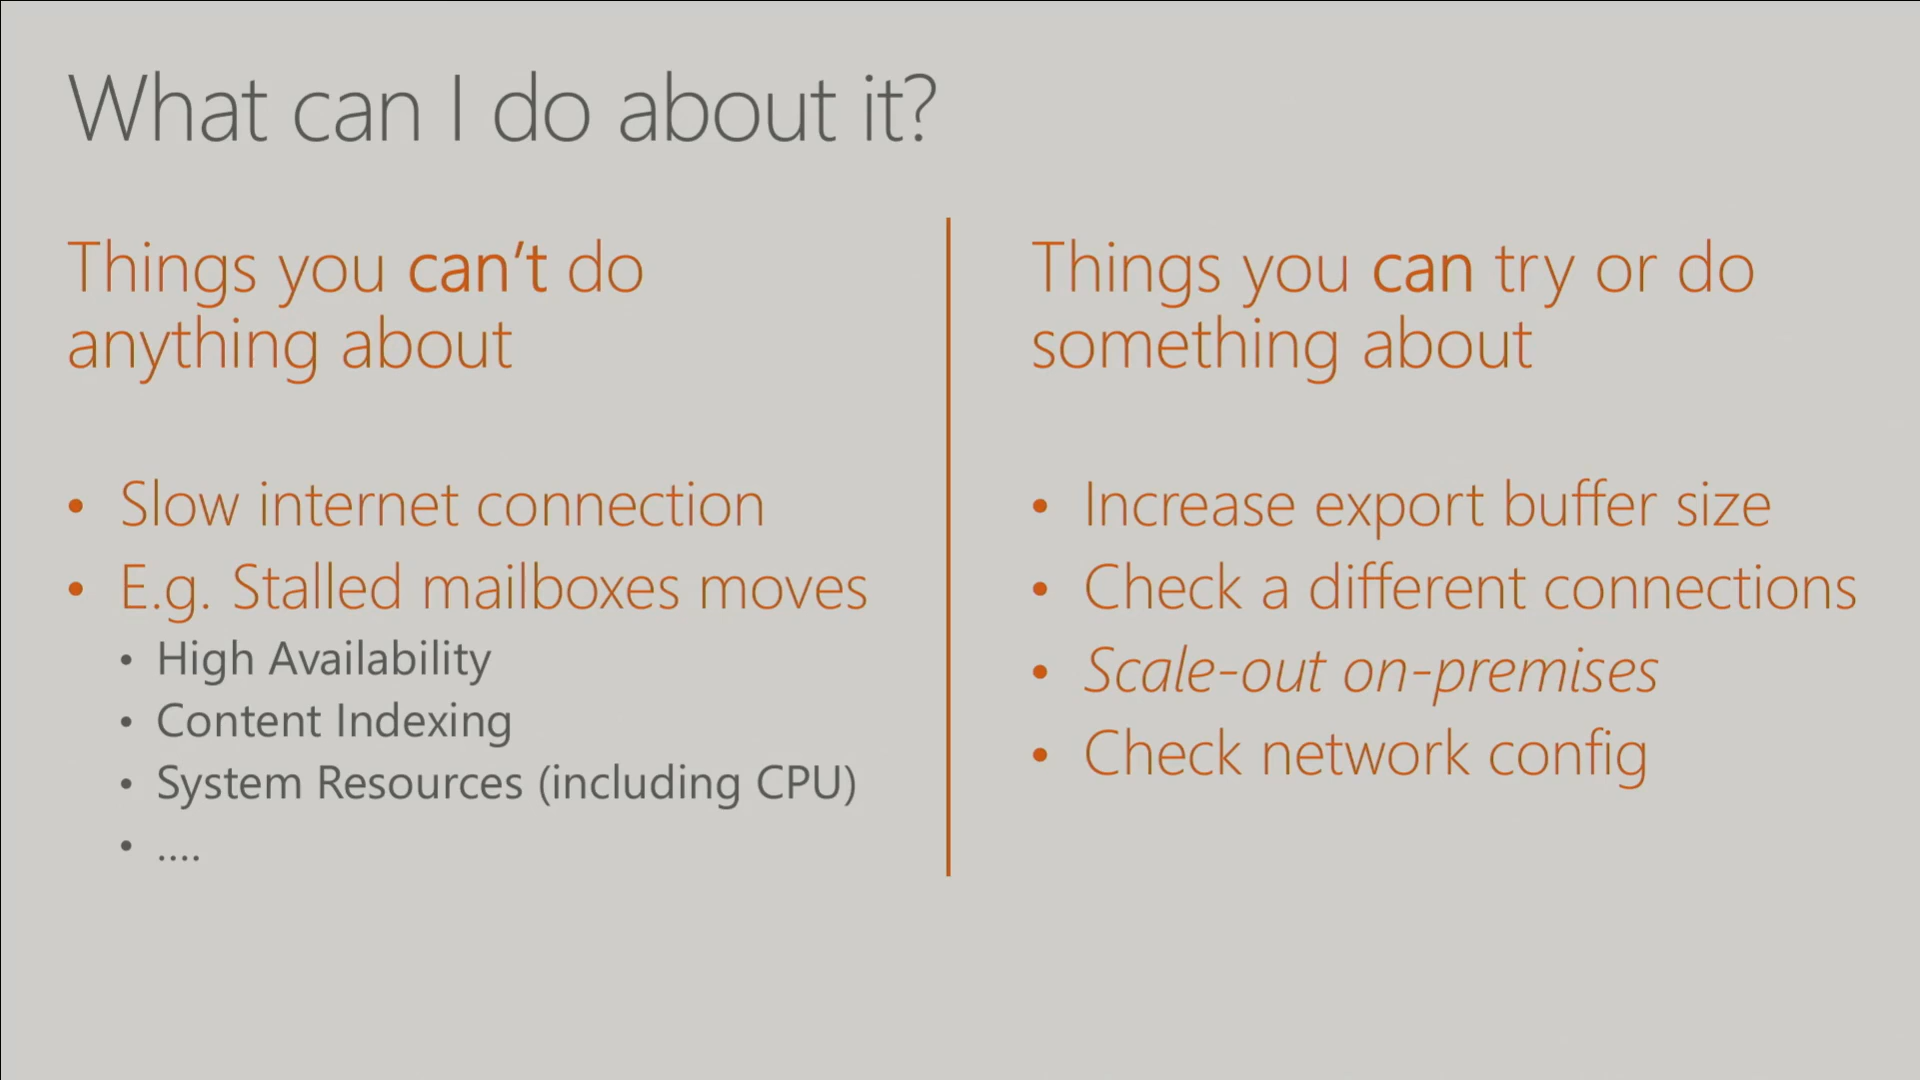 What can I do about it?
Things you can't do
anything about
• Slow internet connection
• E.g. Stalled mailboxes moves
• High Availability
• Content Indexing
• System Resources (including CPU)
• ....
Things you can try or do
something about
• Increase export buffer size
• Check a different connections
• Scale-out on-premises
• Check network config